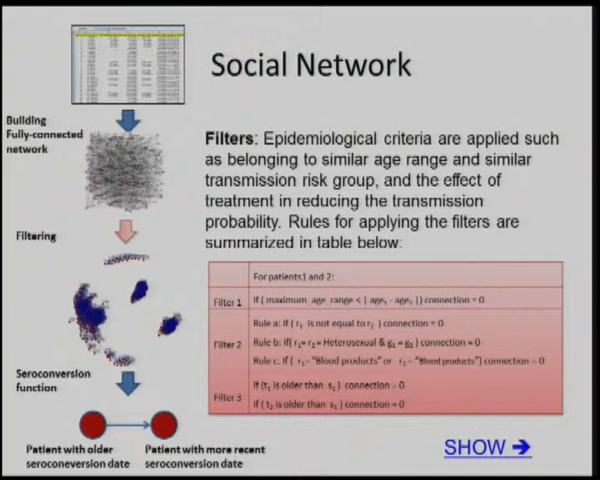 Social Network
Building
Fully-connected
network
Filters: Epidemiological criteria are applied such
as belonging to similar age range and similar
transmission risk group, and the effect of
treatment in reducing the transmission
probability. Rules for applying the filters are
summarized in table below:
Filtering
For patients1 and 2:
Filter 1
If ( maximum age range < | age₁ - age₂ |) connection = 0
Filter 2
Rule a: If ( r₁ is not equal to r₂ ) connection = 0
Rule b: If( r₁= r₂ = Heterosexual & g₁ = g₂ ) connection = 0
Rule c: If ( r₁ = "Blood products" or r₂ = "Blood products") connection = 0
Filter 3
If (t₁ is older than s₂ ) connection = 0
If ( t₂ is older than s₁ ) connection = 0
Seroconversion
function
Patient with older
seroneversion date
Patient with more recent
seroconversion date
SHOW →